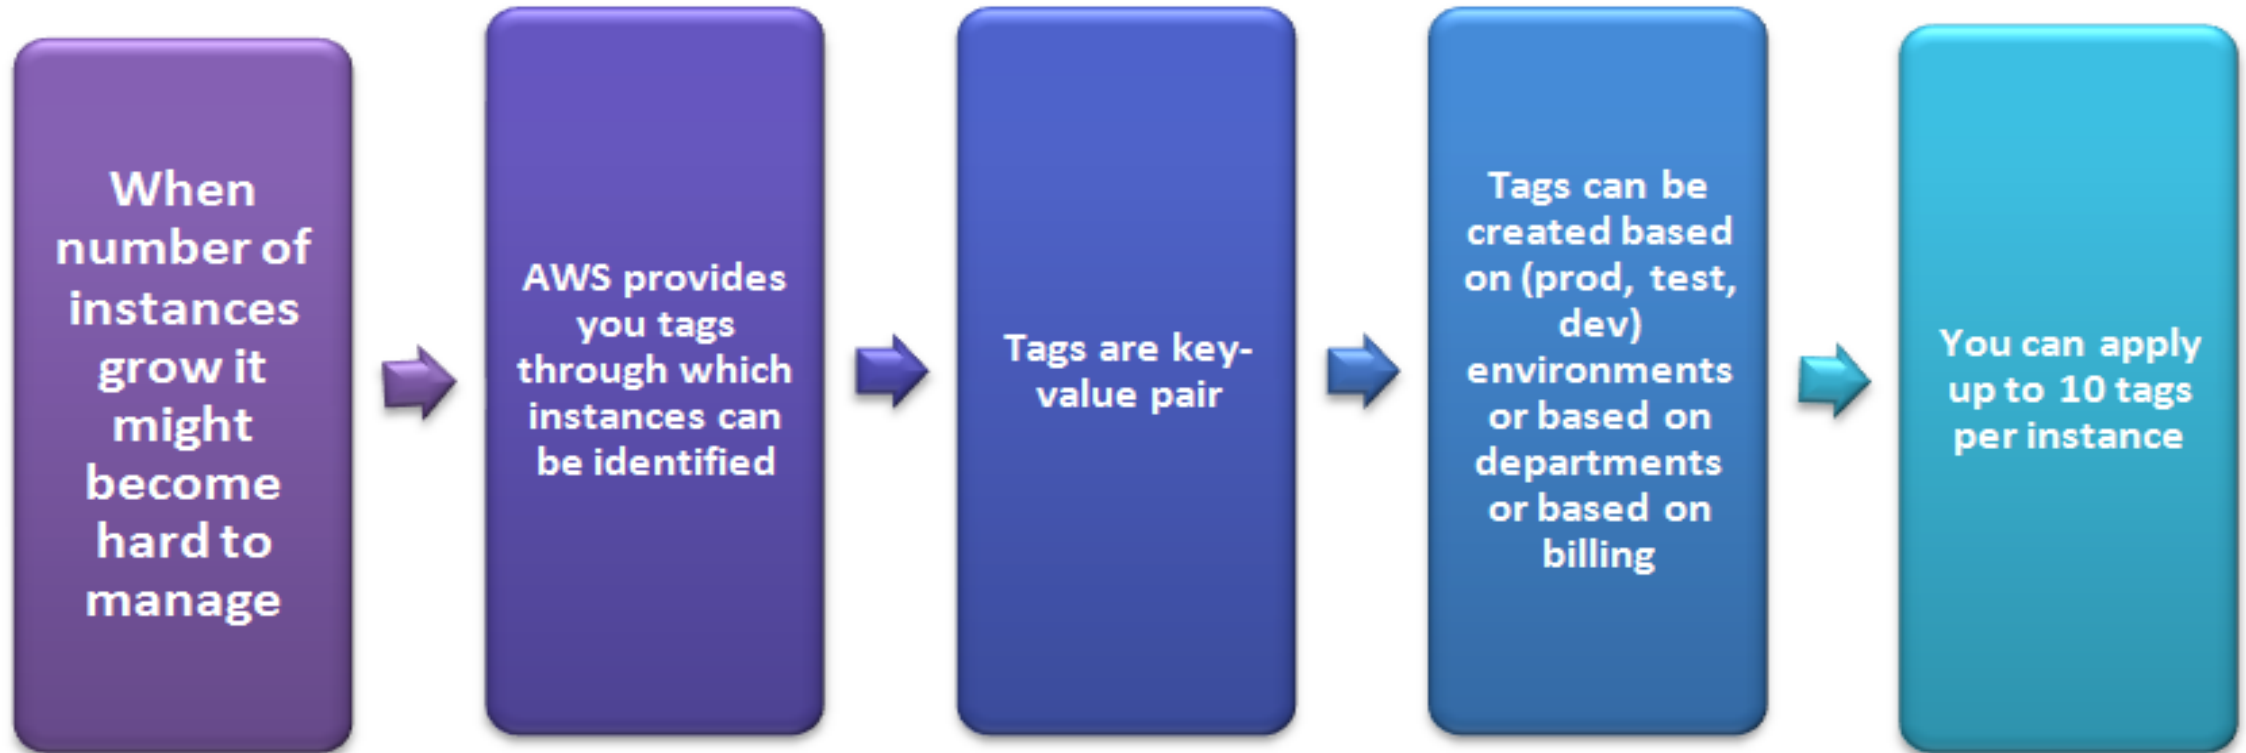 When
number of
instances
grow it
might
become
hard to
manage
AWS provides
you tags
through which
instances can
be identified
Tags are key-
value pair
Tags can be
created based
on (prod, test,
dev)
environments
or based on
departments
or based on
billing
You can apply
up to 10 tags
per instance